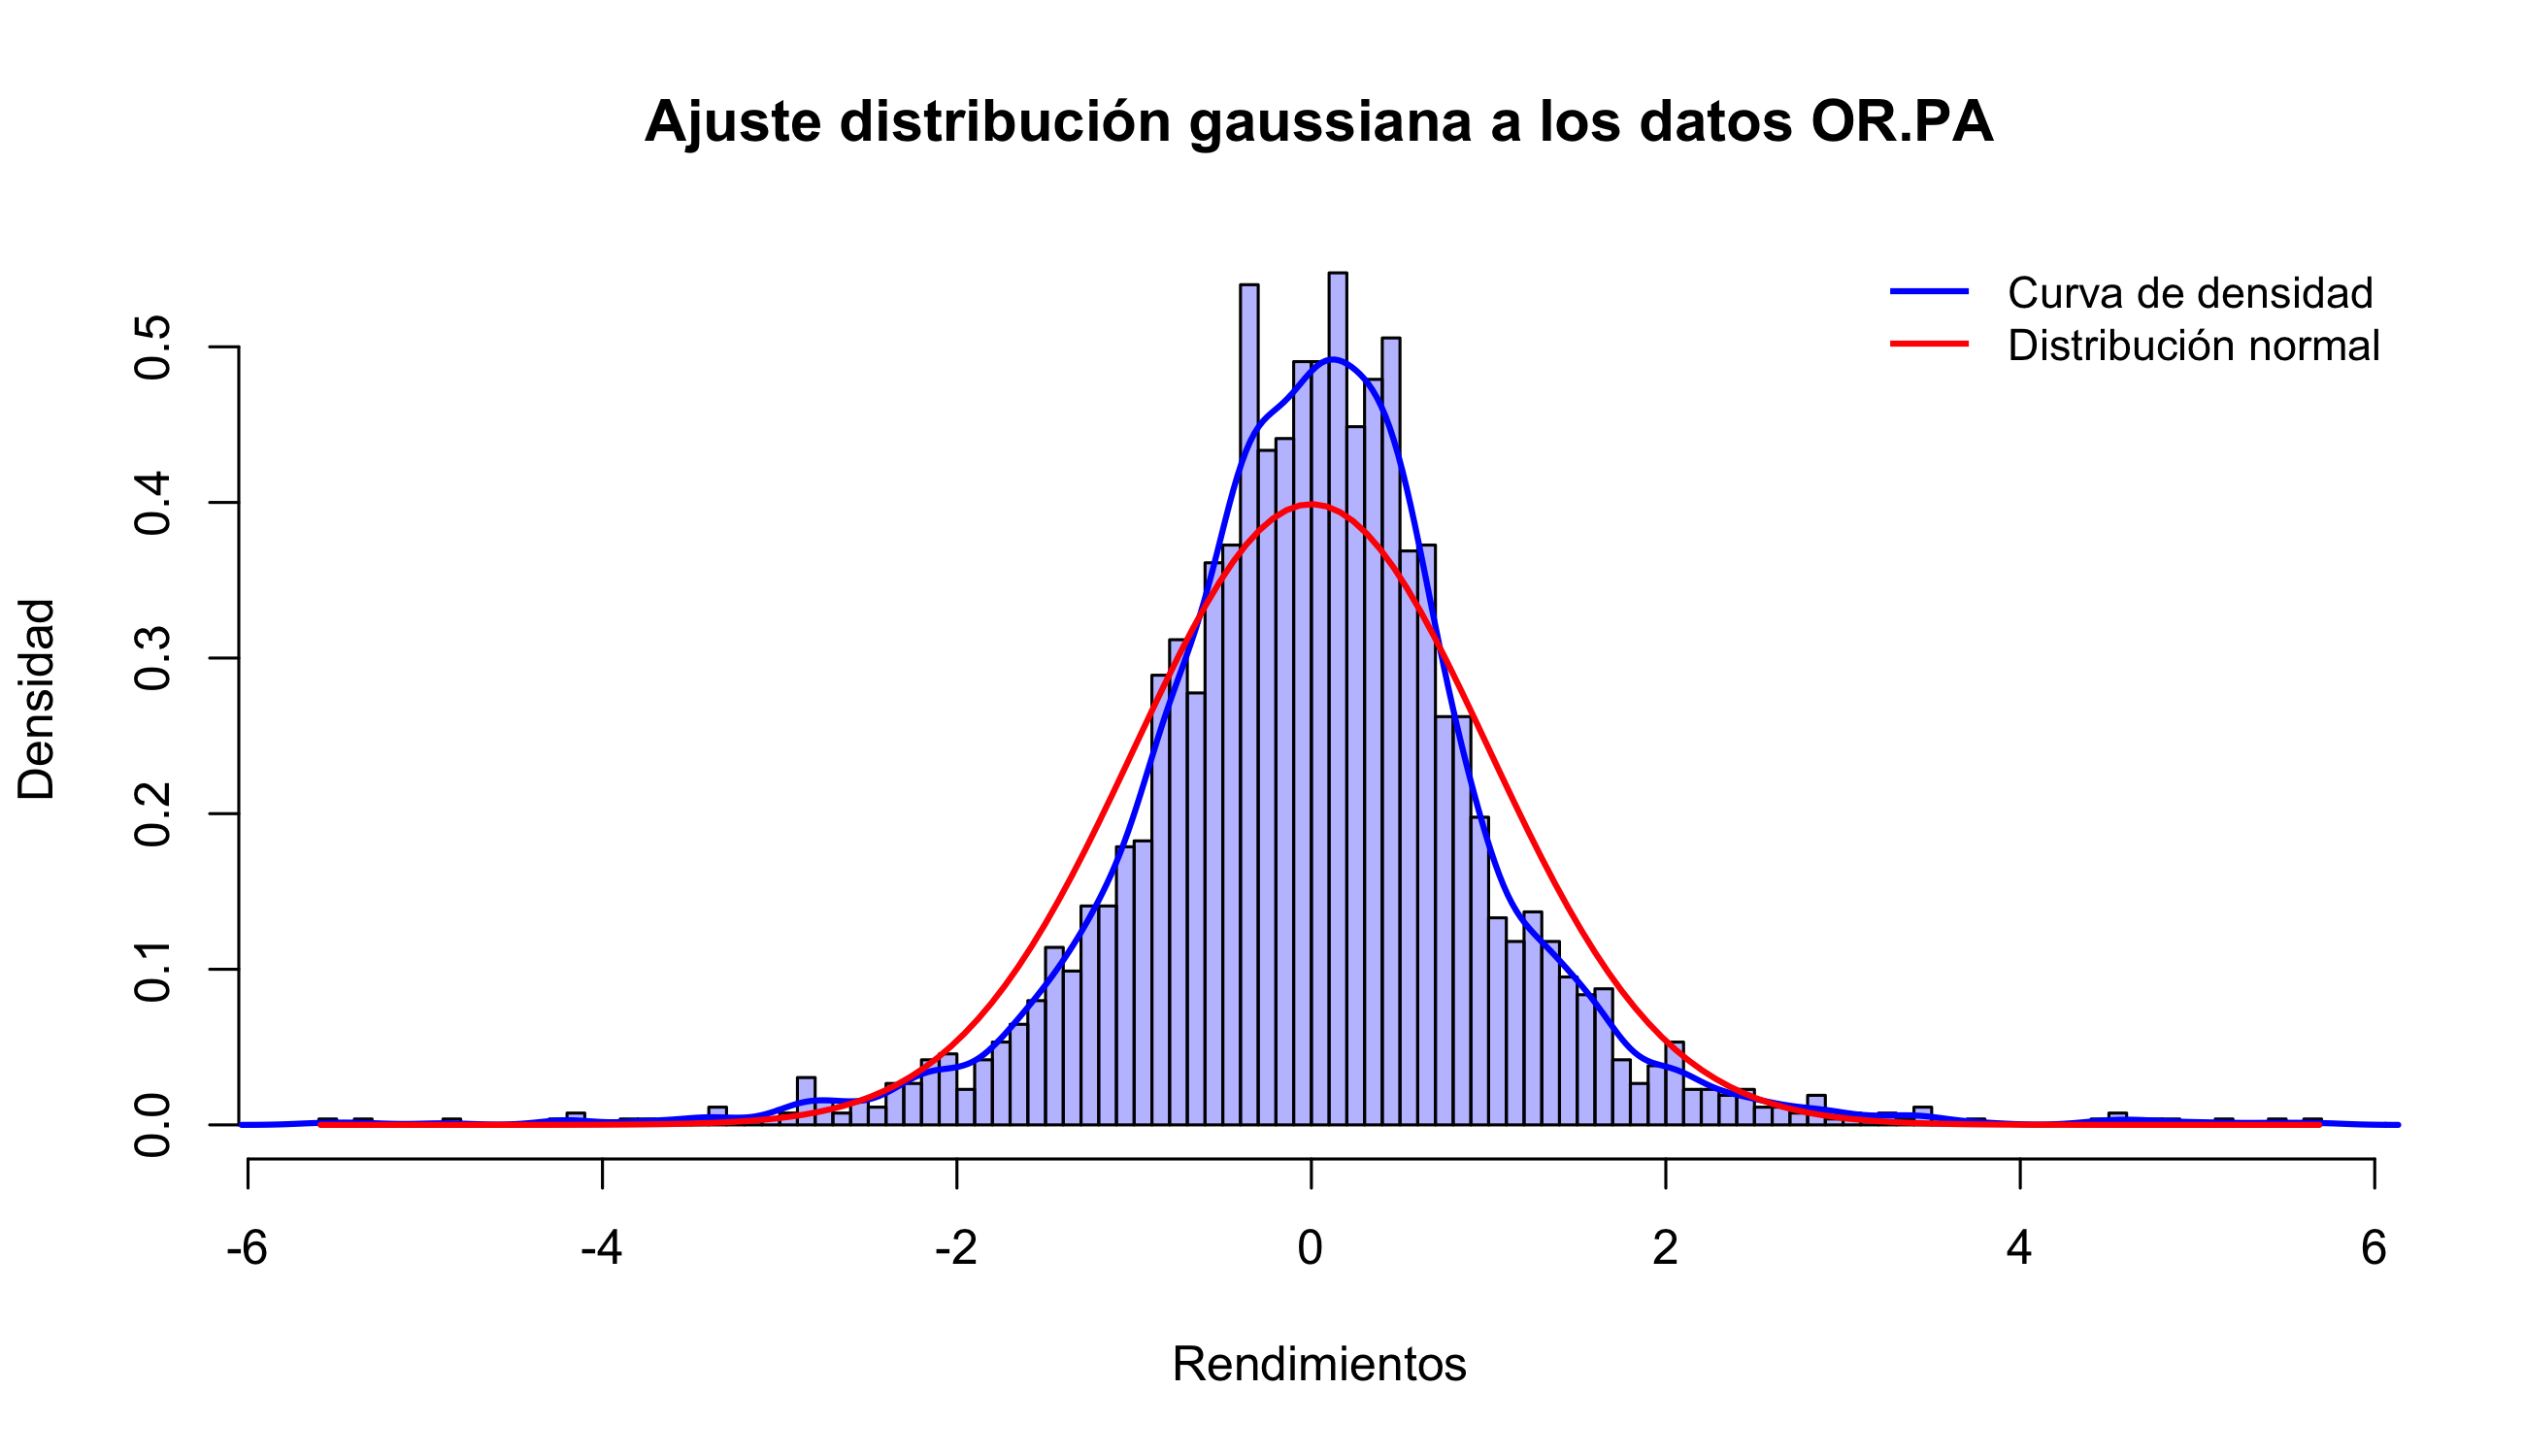 Ajuste distribución gaussiana a los datos OR.PA
Curva de densidad
Distribución normal
Densidad
0.5
0.4
0.3
0.2
0.1
0.0
-6 -4 -2 0 2 4 6
Rendimientos